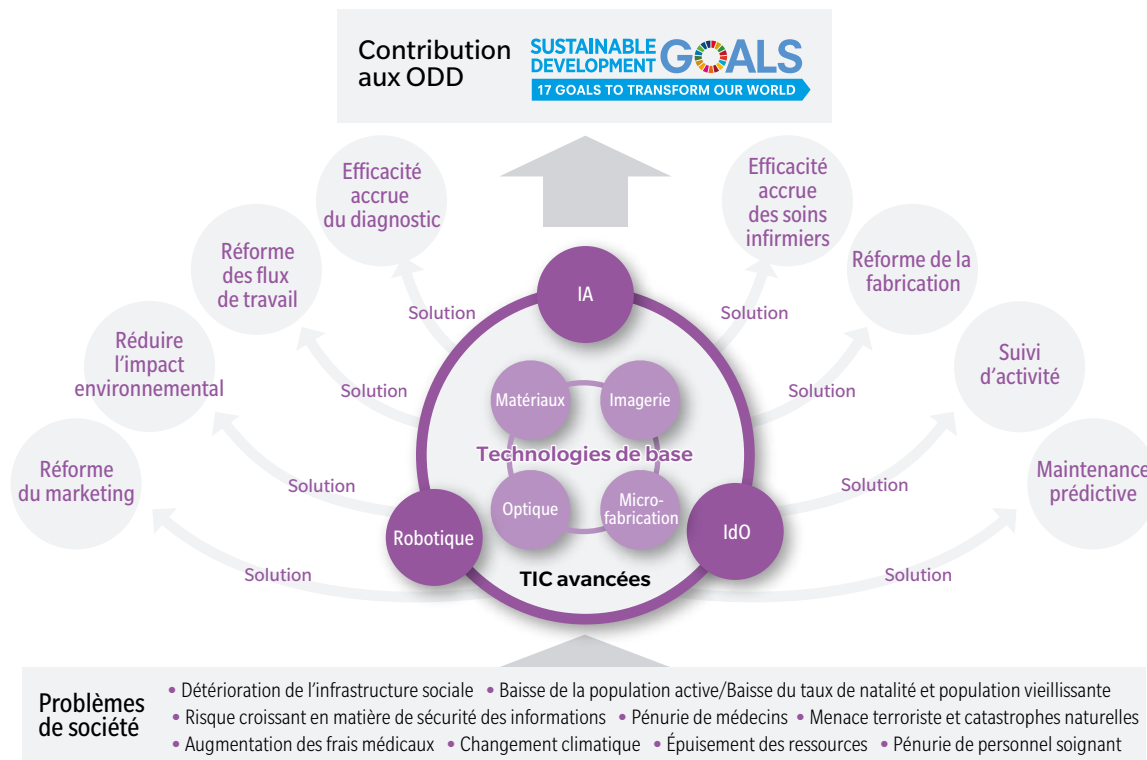 Contribution
aux ODD
SUSTAINABLE
DEVELOPMENT
GOALS
17 GOALS TO TRANSFORM OUR WORLD
Efficacité
accrue
du diagnostic
Efficacité
accrue
des soins
infirmiers
Réforme
des flux
de travail
Réforme de la
fabrication
Réduire
l’impact
environnemental
Suivi
d’activité
Réforme
du marketing
Maintenance
prédictive
Solution
Solution
Solution
Solution
Solution
Solution
Solution
Solution
IA
Matériaux
Imagerie
Technologies de base
Optique
Micro-
fabrication
Robotique
IdO
TIC avancées
Problèmes
de société
• Détérioration de l’infrastructure sociale • Baisse de la population active/Baisse du taux de natalité et population vieillissante
• Risque croissant en matière de sécurité des informations • Pénurie de médecins • Menace terroriste et catastrophes naturelles
• Augmentation des frais médicaux • Changement climatique • Épuisement des ressources • Pénurie de personnel soignant